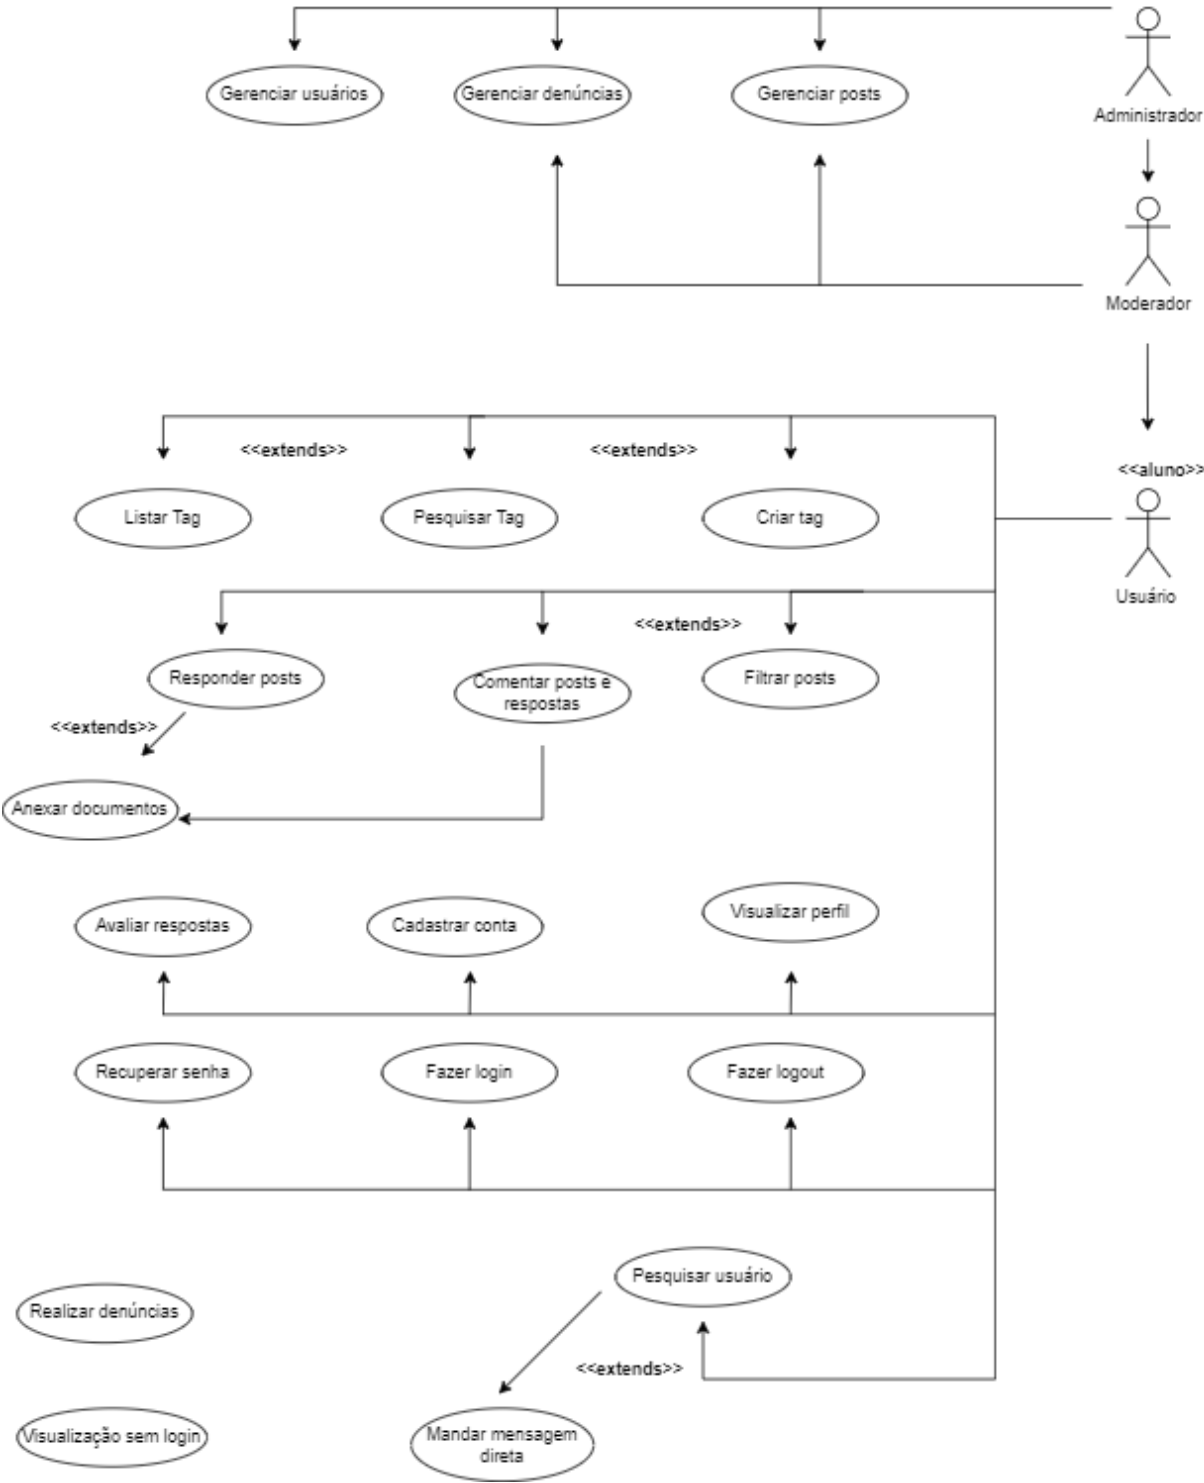 Gerenciar usuários
Gerenciar denúncias
Gerenciar posts
Administrador
Moderador
<<extends>>
<<extends>>
<<aluno>>
Listar Tag
Pesquisar Tag
Criar tag
Usuário
<<extends>>
Responder posts
Comentar posts e
respostas
Filtrar posts
<<extends>>
Anexar documentos
Avaliar respostas
Cadastrar conta
Visualizar perfil
Recuperar senha
Fazer login
Fazer logout
Pesquisar usuário
Realizar denúncias
<<extends>>
Visualização sem login
Mandar mensagem
direta